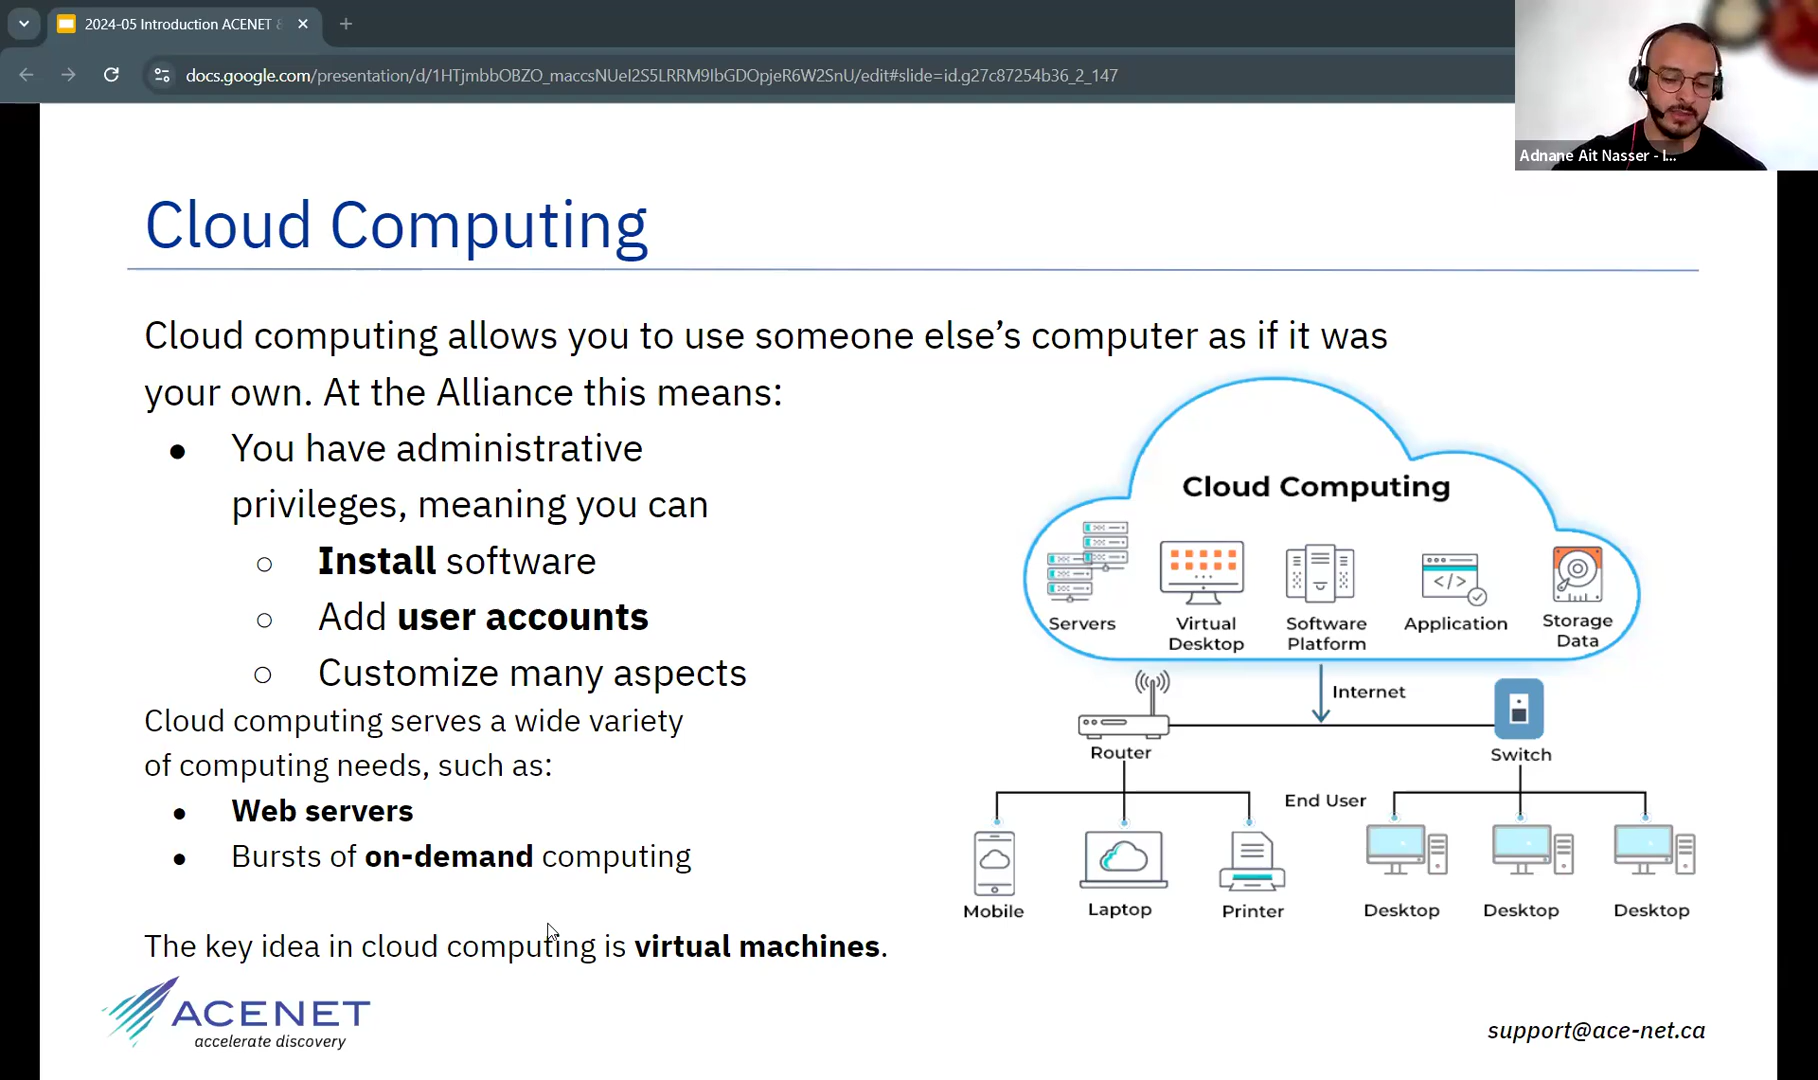 2024-05 Introduction ACENET &
docs.google.com/presentation/d/1HTjmbbOBZO_maccsNUeI2S5LRRM9IbGDOpjeR6W2SnU/edit#slide=id.g27c87254b36_2_147
Adnane Ait Nasser - I...
Cloud Computing
Cloud computing allows you to use someone else’s computer as if it was
your own. At the Alliance this means:
● You have administrative
privileges, meaning you can
○ Install software
○ Add user accounts
○ Customize many aspects
Cloud computing serves a wide variety
of computing needs, such as:
● Web servers
● Bursts of on-demand computing
The key idea in cloud computing is virtual machines.
Cloud Computing
Servers
Virtual
Desktop
Software
Platform
Application
Storage
Data
Internet
Router
Switch
End User
Mobile
Laptop
Printer
Desktop
Desktop
Desktop
ACENET
accelerate discovery
support@ace-net.ca